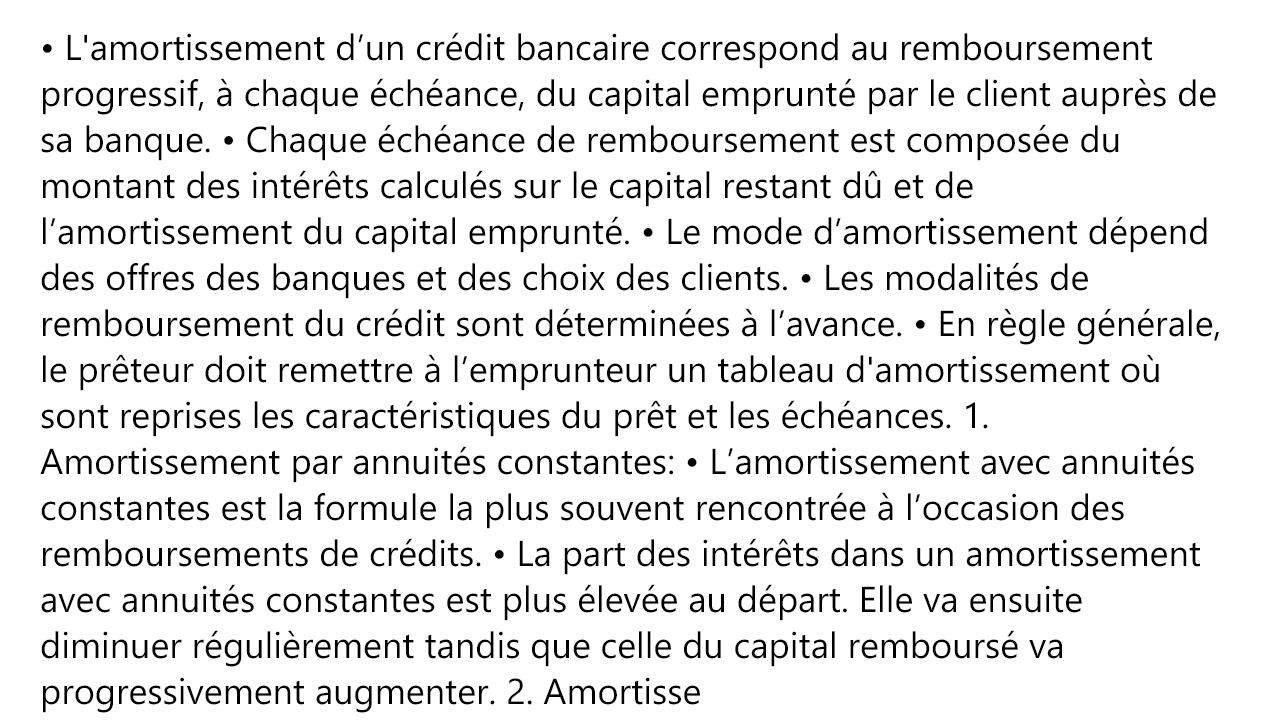 • L'amortissement d’un crédit bancaire correspond au remboursement
progressif, à chaque échéance, du capital emprunté par le client auprès de
sa banque. • Chaque échéance de remboursement est composée du
montant des intérêts calculés sur le capital restant dû et de
l’amortissement du capital emprunté. • Le mode d’amortissement dépend
des offres des banques et des choix des clients. • Les modalités de
remboursement du crédit sont déterminées à l’avance. • En règle générale,
le prêteur doit remettre à l’emprunteur un tableau d'amortissement où
sont reprises les caractéristiques du prêt et les échéances. 1.
Amortissement par annuités constantes: • L’amortissement avec annuités
constantes est la formule la plus souvent rencontrée à l’occasion des
remboursements de crédits. • La part des intérêts dans un amortissement
avec annuités constantes est plus élevée au départ. Elle va ensuite
diminuer régulièrement tandis que celle du capital remboursé va
progressivement augmenter. 2. Amortisse